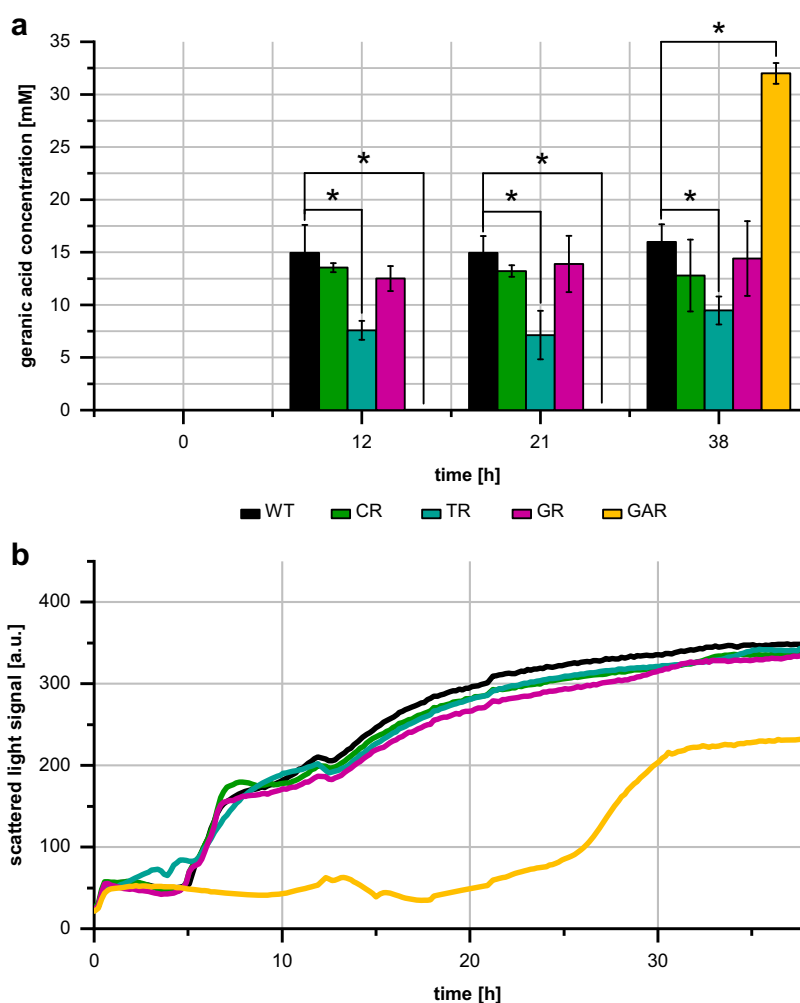 a
geranic acid concentration [mM]
35
30
25
20
15
10
5
0
* * * * * *
0 12 21 38
time [h]
WT CR TR GR GAR
b
scattered light signal [a.u.]
400
300
200
100
0
0 10 20 30
time [h]